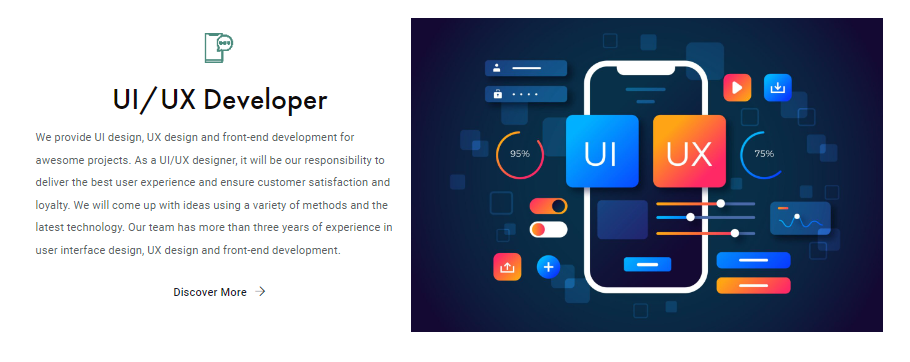 UI/UX Developer
We provide UI design, UX design and front-end development for
awesome projects. As a UI/UX designer, it will be our responsibility to
deliver the best user experience and ensure customer satisfaction and
loyalty. We will come up with ideas using a variety of methods and the
latest technology. Our team has more than three years of experience in
user interface design, UX design and front-end development.
Discover More
95%
UI
UX
75%